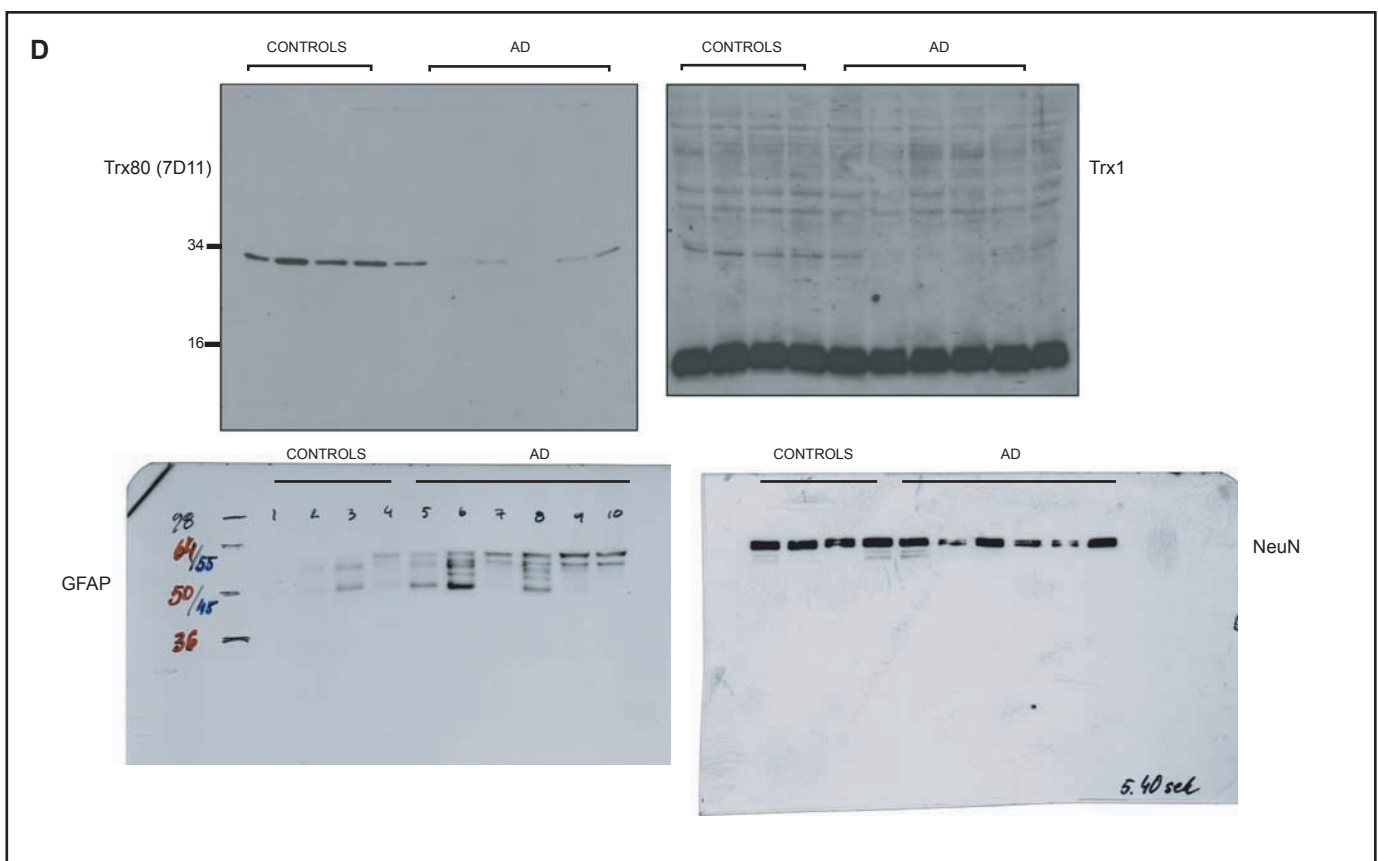 D
CONTROLS AD
CONTROLS AD
Trx80 (7D11)
Trx1
34
16
CONTROLS AD
CONTROLS AD
98 1 2 3 4 5 6 7 8 9 10
64/55
GFAP
50/45
36
NeuN
5.40 sek